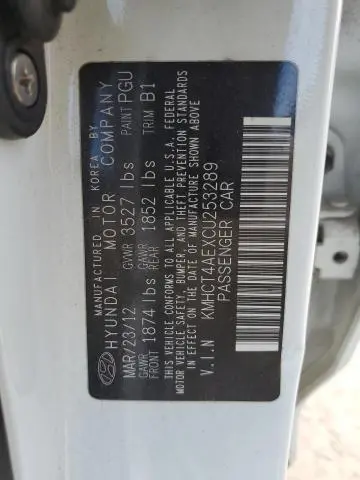 MANUFACTURED IN KOREA BY
HYUNDAI MOTOR COMPANY
MAR/23/12 GVWR 3527 lbs PAINT PGU
GAWR FRONT 1874 lbs GAWR REAR 1852 lbs TRIM B1
THIS VEHICLE CONFORMS TO ALL APPLICABLE U.S.A. FEDERAL
MOTOR VEHICLE SAFETY, BUMPER, AND THEFT PREVENTION STANDARDS
IN EFFECT ON THE DATE OF MANUFACTURE SHOWN ABOVE.
KMHCT4AEXCU253289
V.I.N PASSENGER CAR